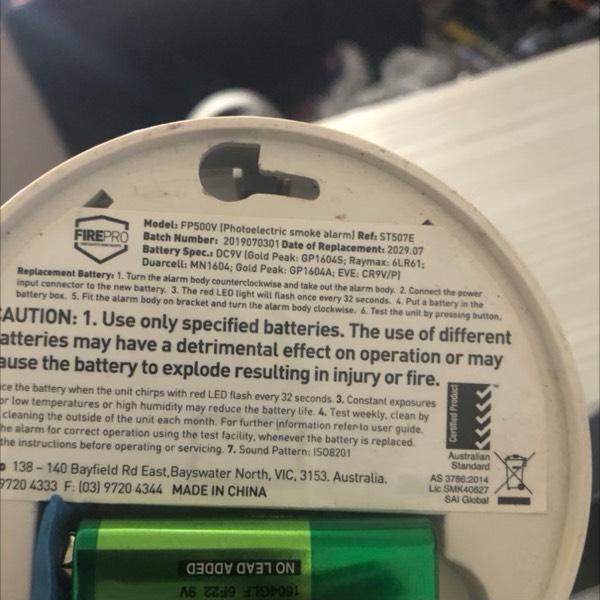 FIREPRO
Model: FP500V (Photoelectric smoke alarm) Ref: ST507E
Batch Number: 2019070301 Date of Replacement: 2029.07
Battery Spec.: DC9V (Gold Peak: GP1604S; Raymax: 6LR61;
Duarcell: MN1604; Gold Peak: GP1604A; EVE: CR9V/P)
Replacement Battery: 1. Turn the alarm body counterclockwise and take out the alarm body. 2. Connect the power
input connector to the new battery. 3. The red LED light will flash once every 32 seconds. 4. Put a battery in the
battery box. 5. Fit the alarm body on bracket and turn the alarm body clockwise. 6. Test the unit by pressing button.
CAUTION: 1. Use only specified batteries. The use of different
atteries may have a detrimental effect on operation or may
ause the battery to explode resulting in injury or fire.
ce the battery when the unit chirps with red LED flash every 32 seconds. 3. Constant exposures
or low temperatures or high humidity may reduce the battery life. 4. Test weekly, clean by
cleaning the outside of the unit each month. For further information refer to user guide.
he alarm for correct operation using the test facility, whenever the battery is replaced.
the instructions before operating or servicing. 7. Sound Pattern: ISO8201
138 – 140 Bayfield Rd East,Bayswater North, VIC, 3153. Australia.
9720 4333 F: (03) 9720 4344 MADE IN CHINA
Certified Product
Australian
Standard
AS 3786:2014
Lic.SMK40627
SAI Global
NO LEAD ADDED
1604GLF 6F22 9V